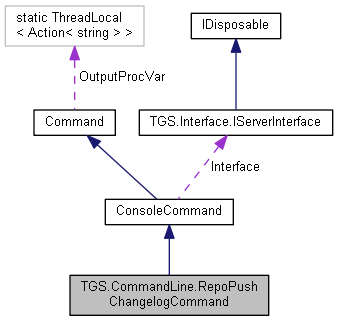 static ThreadLocal
< Action< string > >
IDisposable
OutputProcVar
Command
TGS.Interface.IServerInterface
Interface
ConsoleCommand
TGS.CommandLine.RepoPush
ChangelogCommand